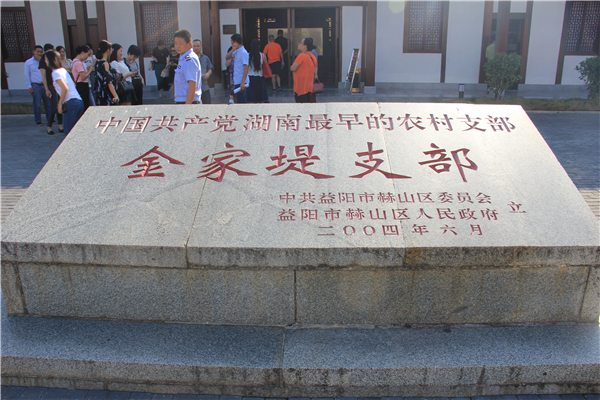 中国共产党湖南最早的农村支部
金家堤支部
中共益阳市赫山区委员会
益阳市赫山区人民政府 立
二〇〇四年六月